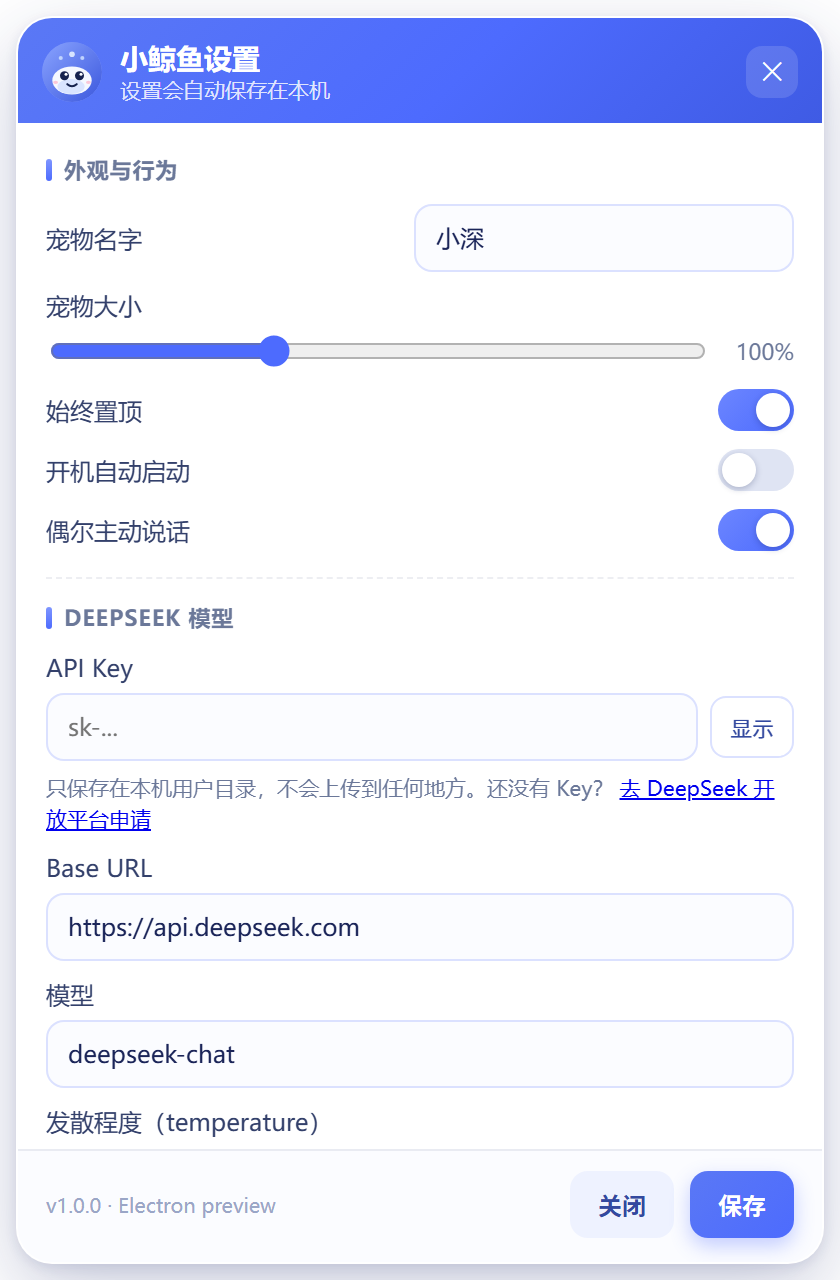 小鲸鱼设置
设置会自动保存在本机
外观与行为
宠物名字
小深
宠物大小
100%
始终置顶
开机自动启动
偶尔主动说话
DEEPSEEK 模型
API Key
sk-...
显示
只保存在本机用户目录，不会上传到任何地方。还没有 Key？ 去 DeepSeek 开
放平台申请
Base URL
https://api.deepseek.com
模型
deepseek-chat
发散程度（temperature）
v1.0.0 · Electron preview
关闭
保存